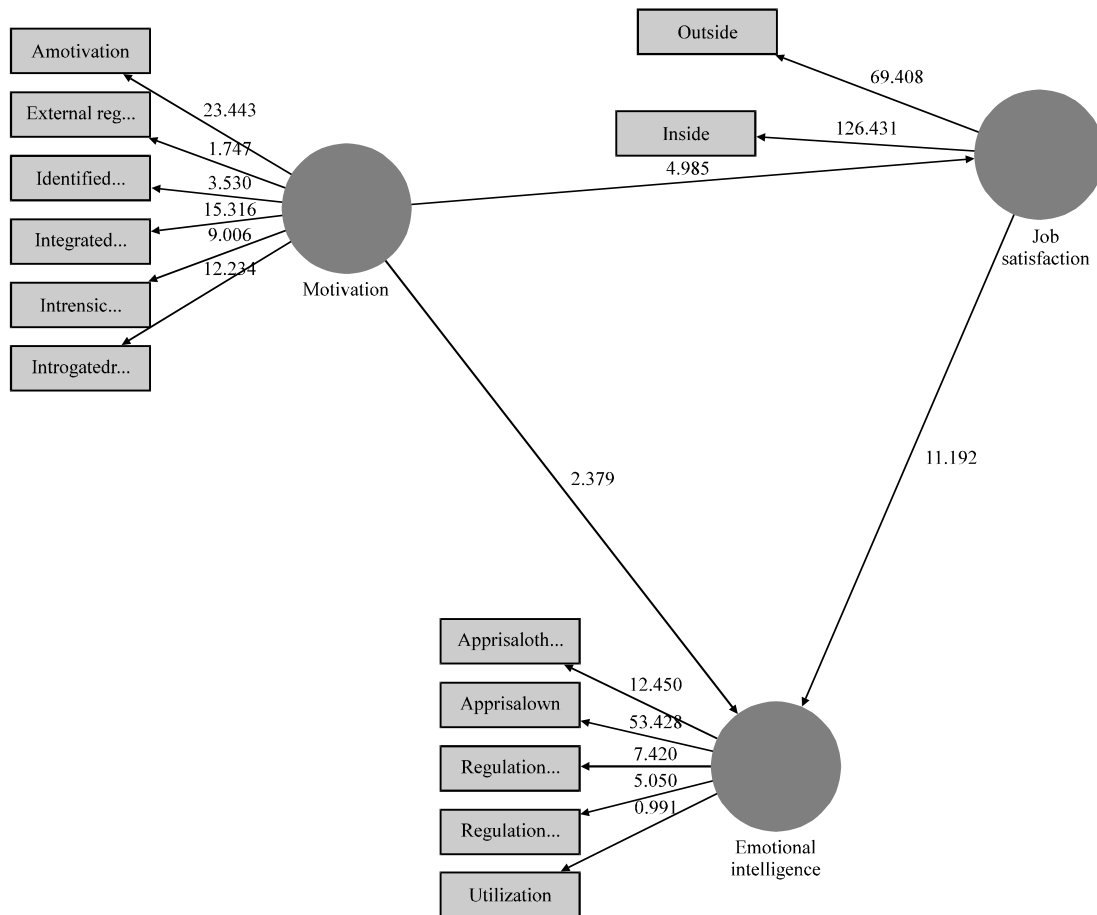 Amotivation
External reg...
Identified...
Integrated...
Intrensic...
Introgatedr...
23.443
1.747
3.530
15.316
9.006
12.234
Motivation
Outside
Inside
69.408
126.431
4.985
Job
satisfaction
2.379
11.192
Apprisaloth...
Apprisalown
Regulation...
Regulation...
Utilization
12.450
53.428
7.420
5.050
0.991
Emotional
intelligence